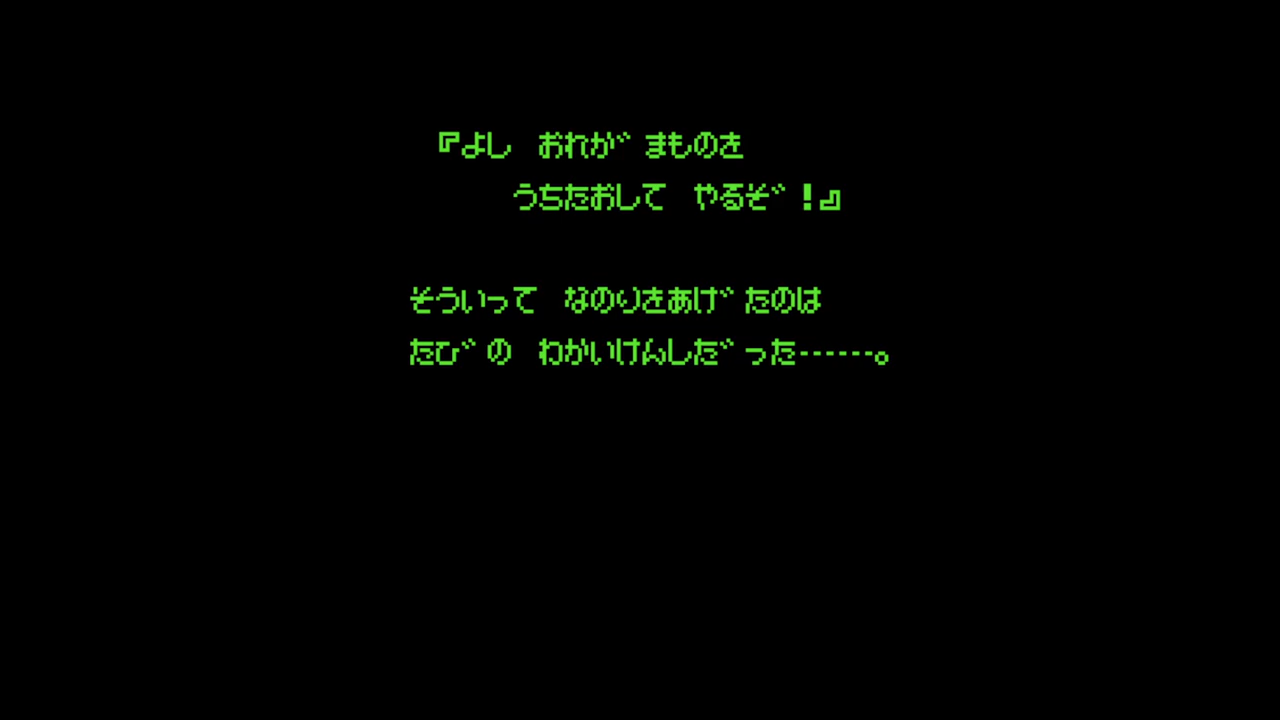 『よし　おれが　まものを
うちたおして　やるぞ！』
そういって　なのりをあげたのは
たびの　わかいけんしだった……。